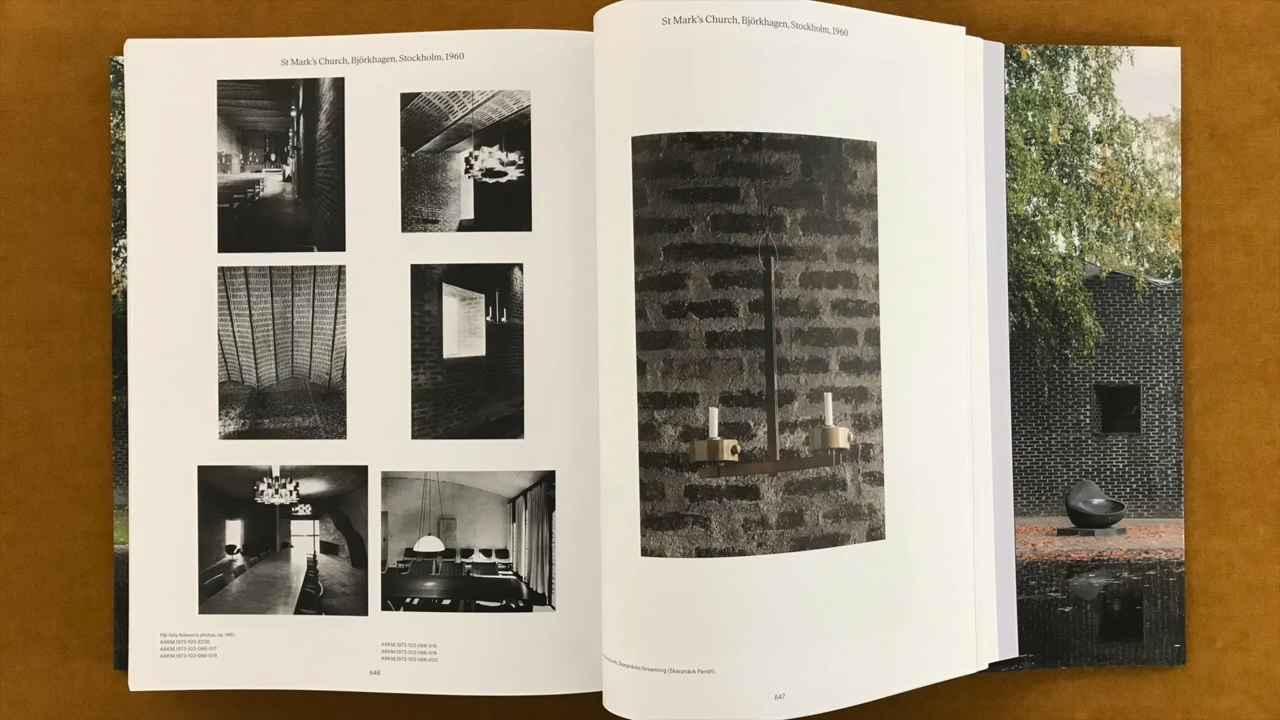 St Mark's Church, Björkhagen, Stockholm, 1960
Pål-Nils Nilsson's photos, ca. 1961.
ARKM.1973-103-2238
ARKM.1973-103-066-017
ARKM.1973-103-066-019
ARKM.1973-103-066-016
ARKM.1973-103-066-018
ARKM.1973-103-066-020
646
St Mark's Church, Björkhagen, Stockholm, 1960
Skarpnäcks församling (Skarpnäck Parish).
647